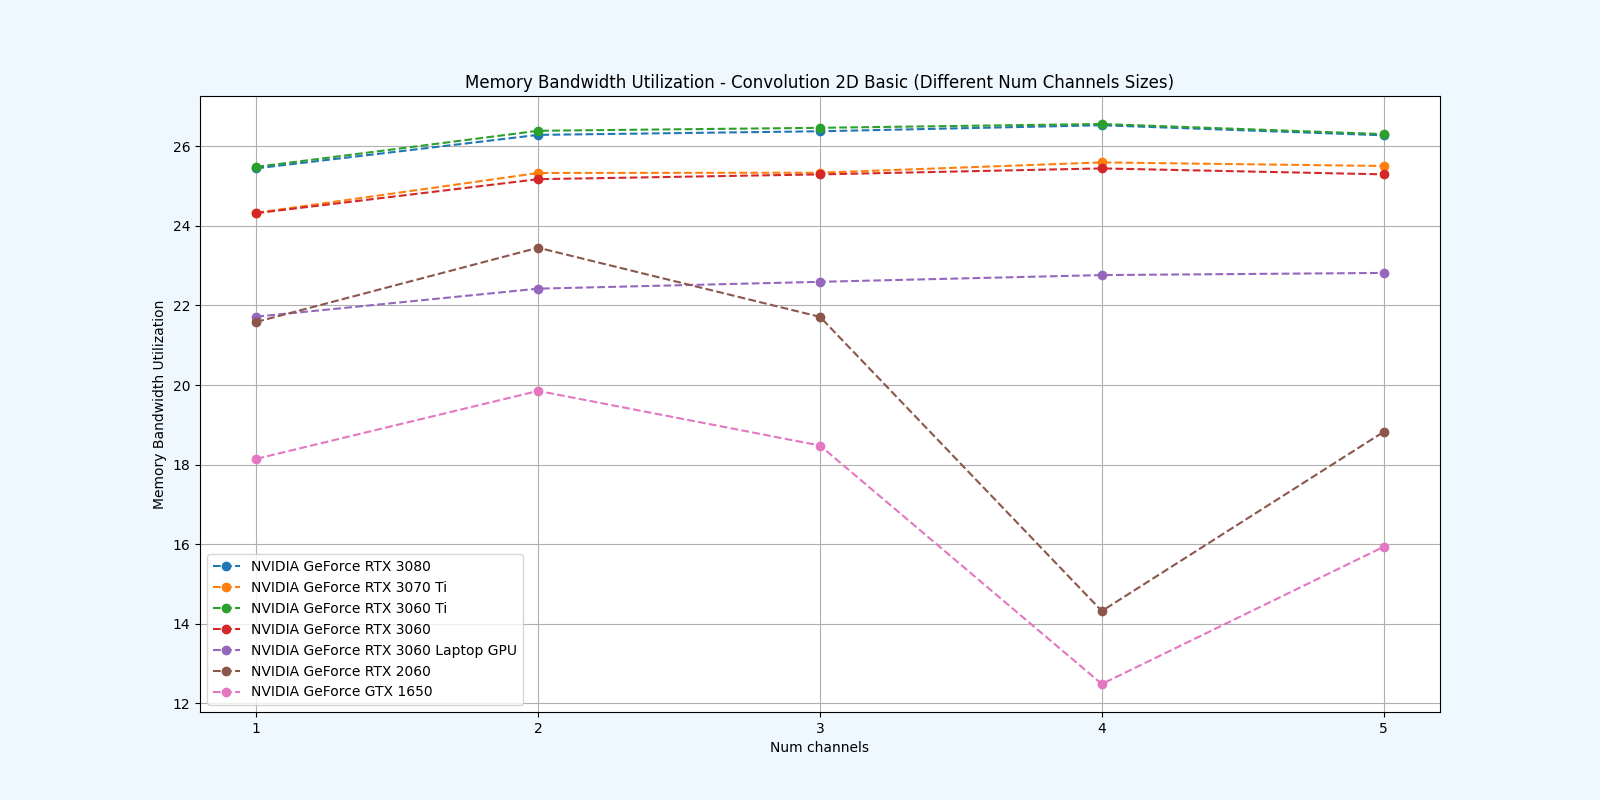 Memory Bandwidth Utilization - Convolution 2D Basic (Different Num Channels Sizes)
Memory Bandwidth Utilization
26
24
22
20
18
16
14
12
NVIDIA GeForce RTX 3080
NVIDIA GeForce RTX 3070 Ti
NVIDIA GeForce RTX 3060 Ti
NVIDIA GeForce RTX 3060
NVIDIA GeForce RTX 3060 Laptop GPU
NVIDIA GeForce RTX 2060
NVIDIA GeForce GTX 1650
1 2 3 4 5
Num channels